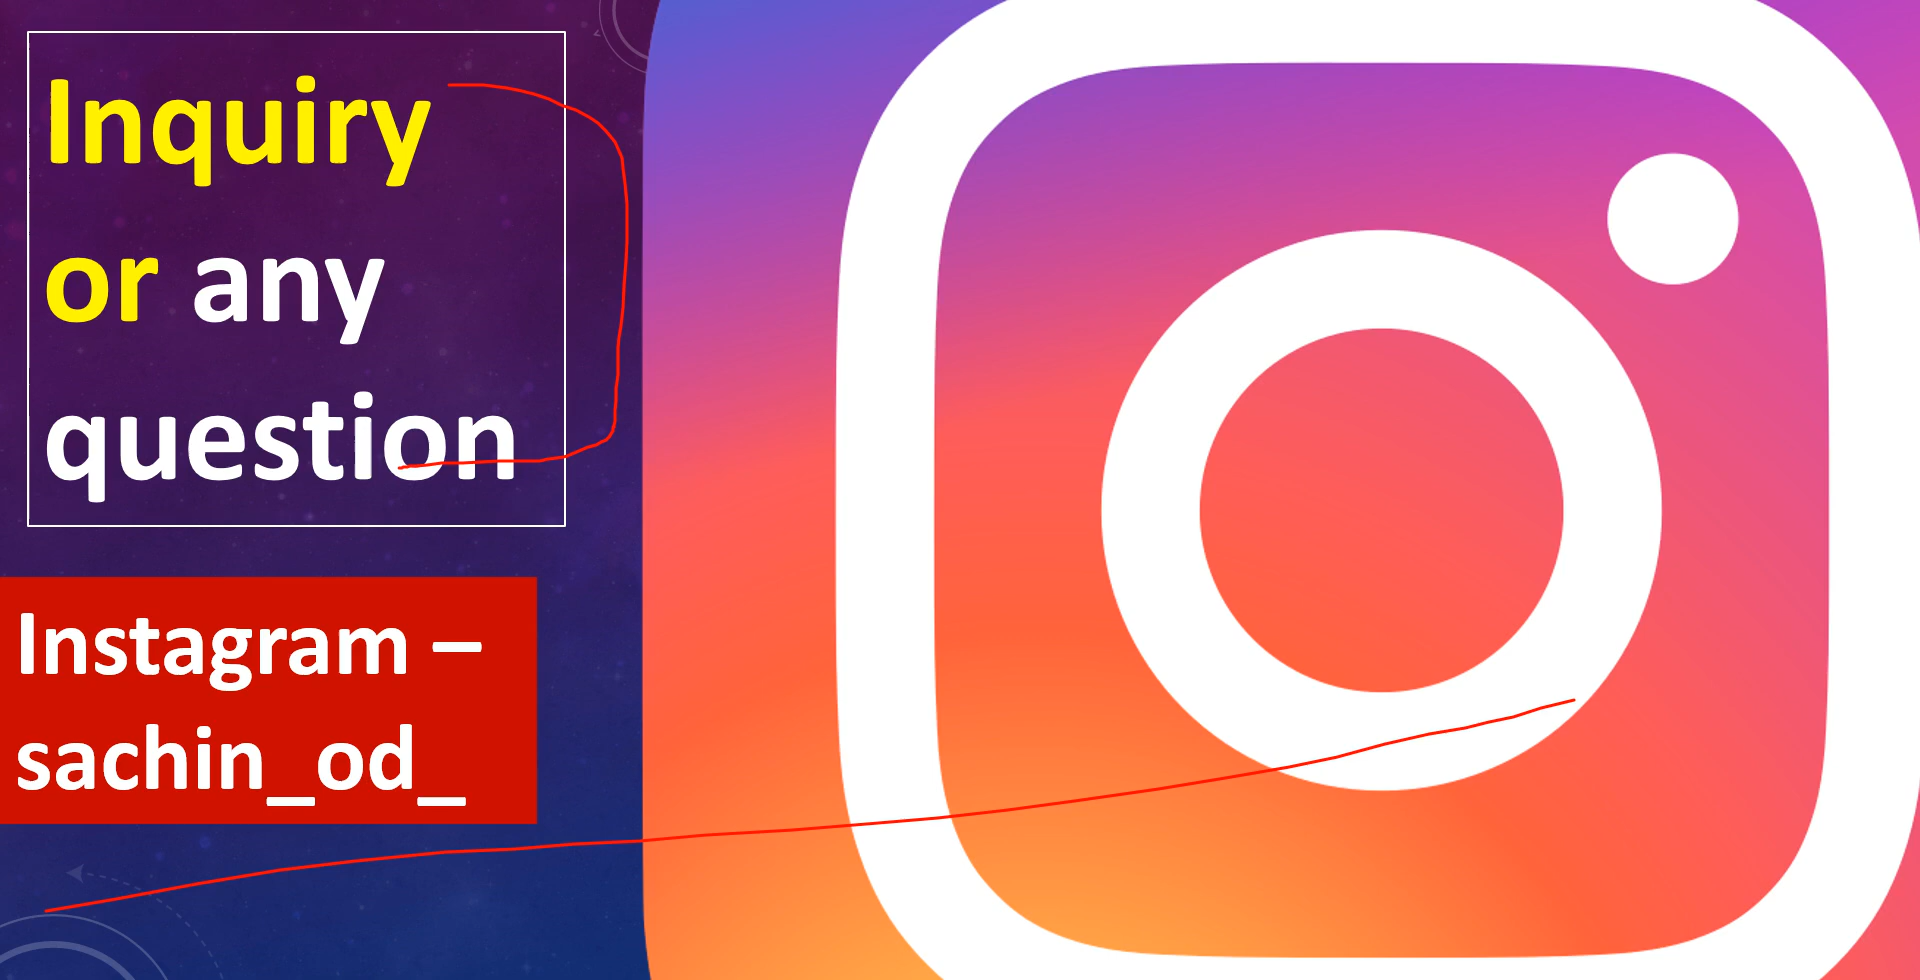 Inquiry
or any
question
Instagram –
sachin_od_